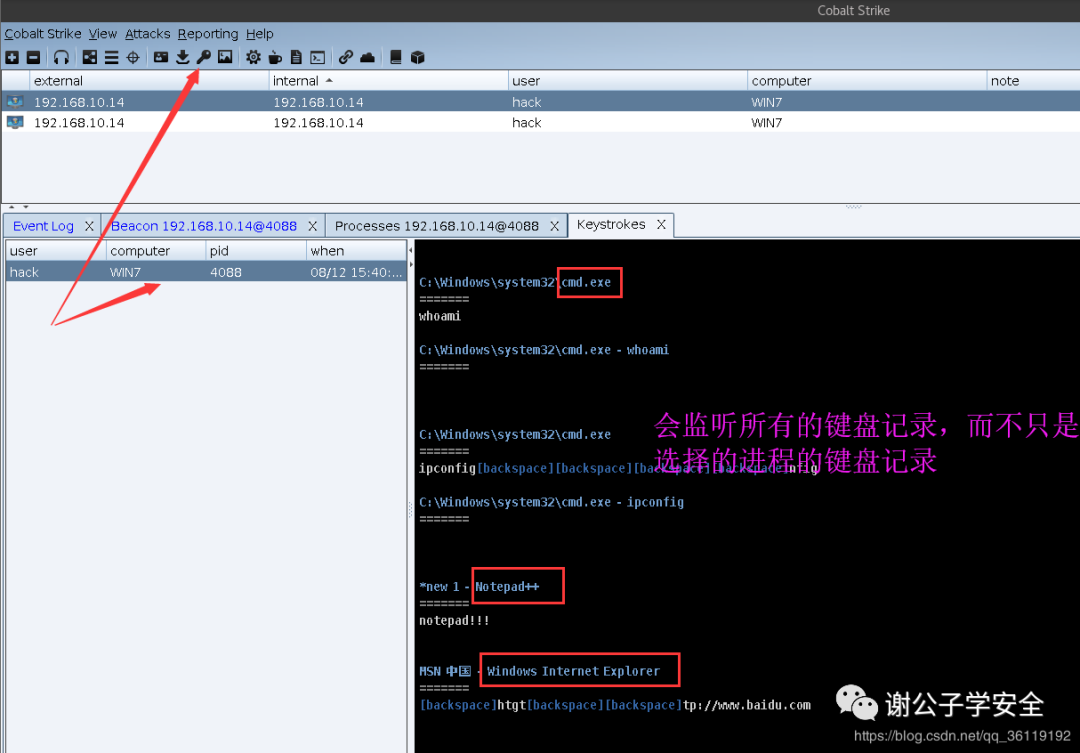 Cobalt Strike
Cobalt Strike View Attacks Reporting Help
external internal user computer note
192.168.10.14 192.168.10.14 hack WIN7
192.168.10.14 192.168.10.14 hack WIN7
Event Log X Beacon 192.168.10.14@4088 X Processes 192.168.10.14@4088 X Keystrokes X
user computer pid when
hack WIN7 4088 08/12 15:40:...
C:\Windows\system32\cmd.exe
=======
whoami
C:\Windows\system32\cmd.exe - whoami
=======
会监听所有的键盘记录，而不只是
选择的进程的键盘记录
C:\Windows\system32\cmd.exe
=======
ipconfig[backspace][backspace][backspace][backspace]nfig
C:\Windows\system32\cmd.exe - ipconfig
=======
*new 1 - Notepad++
=======
notepad!!!
MSN 中国 - Windows Internet Explorer
=======
[backspace]htgt[backspace][backspace]tp://www.baidu.com
谢公子学安全
https://blog.csdn.net/qq_36119192